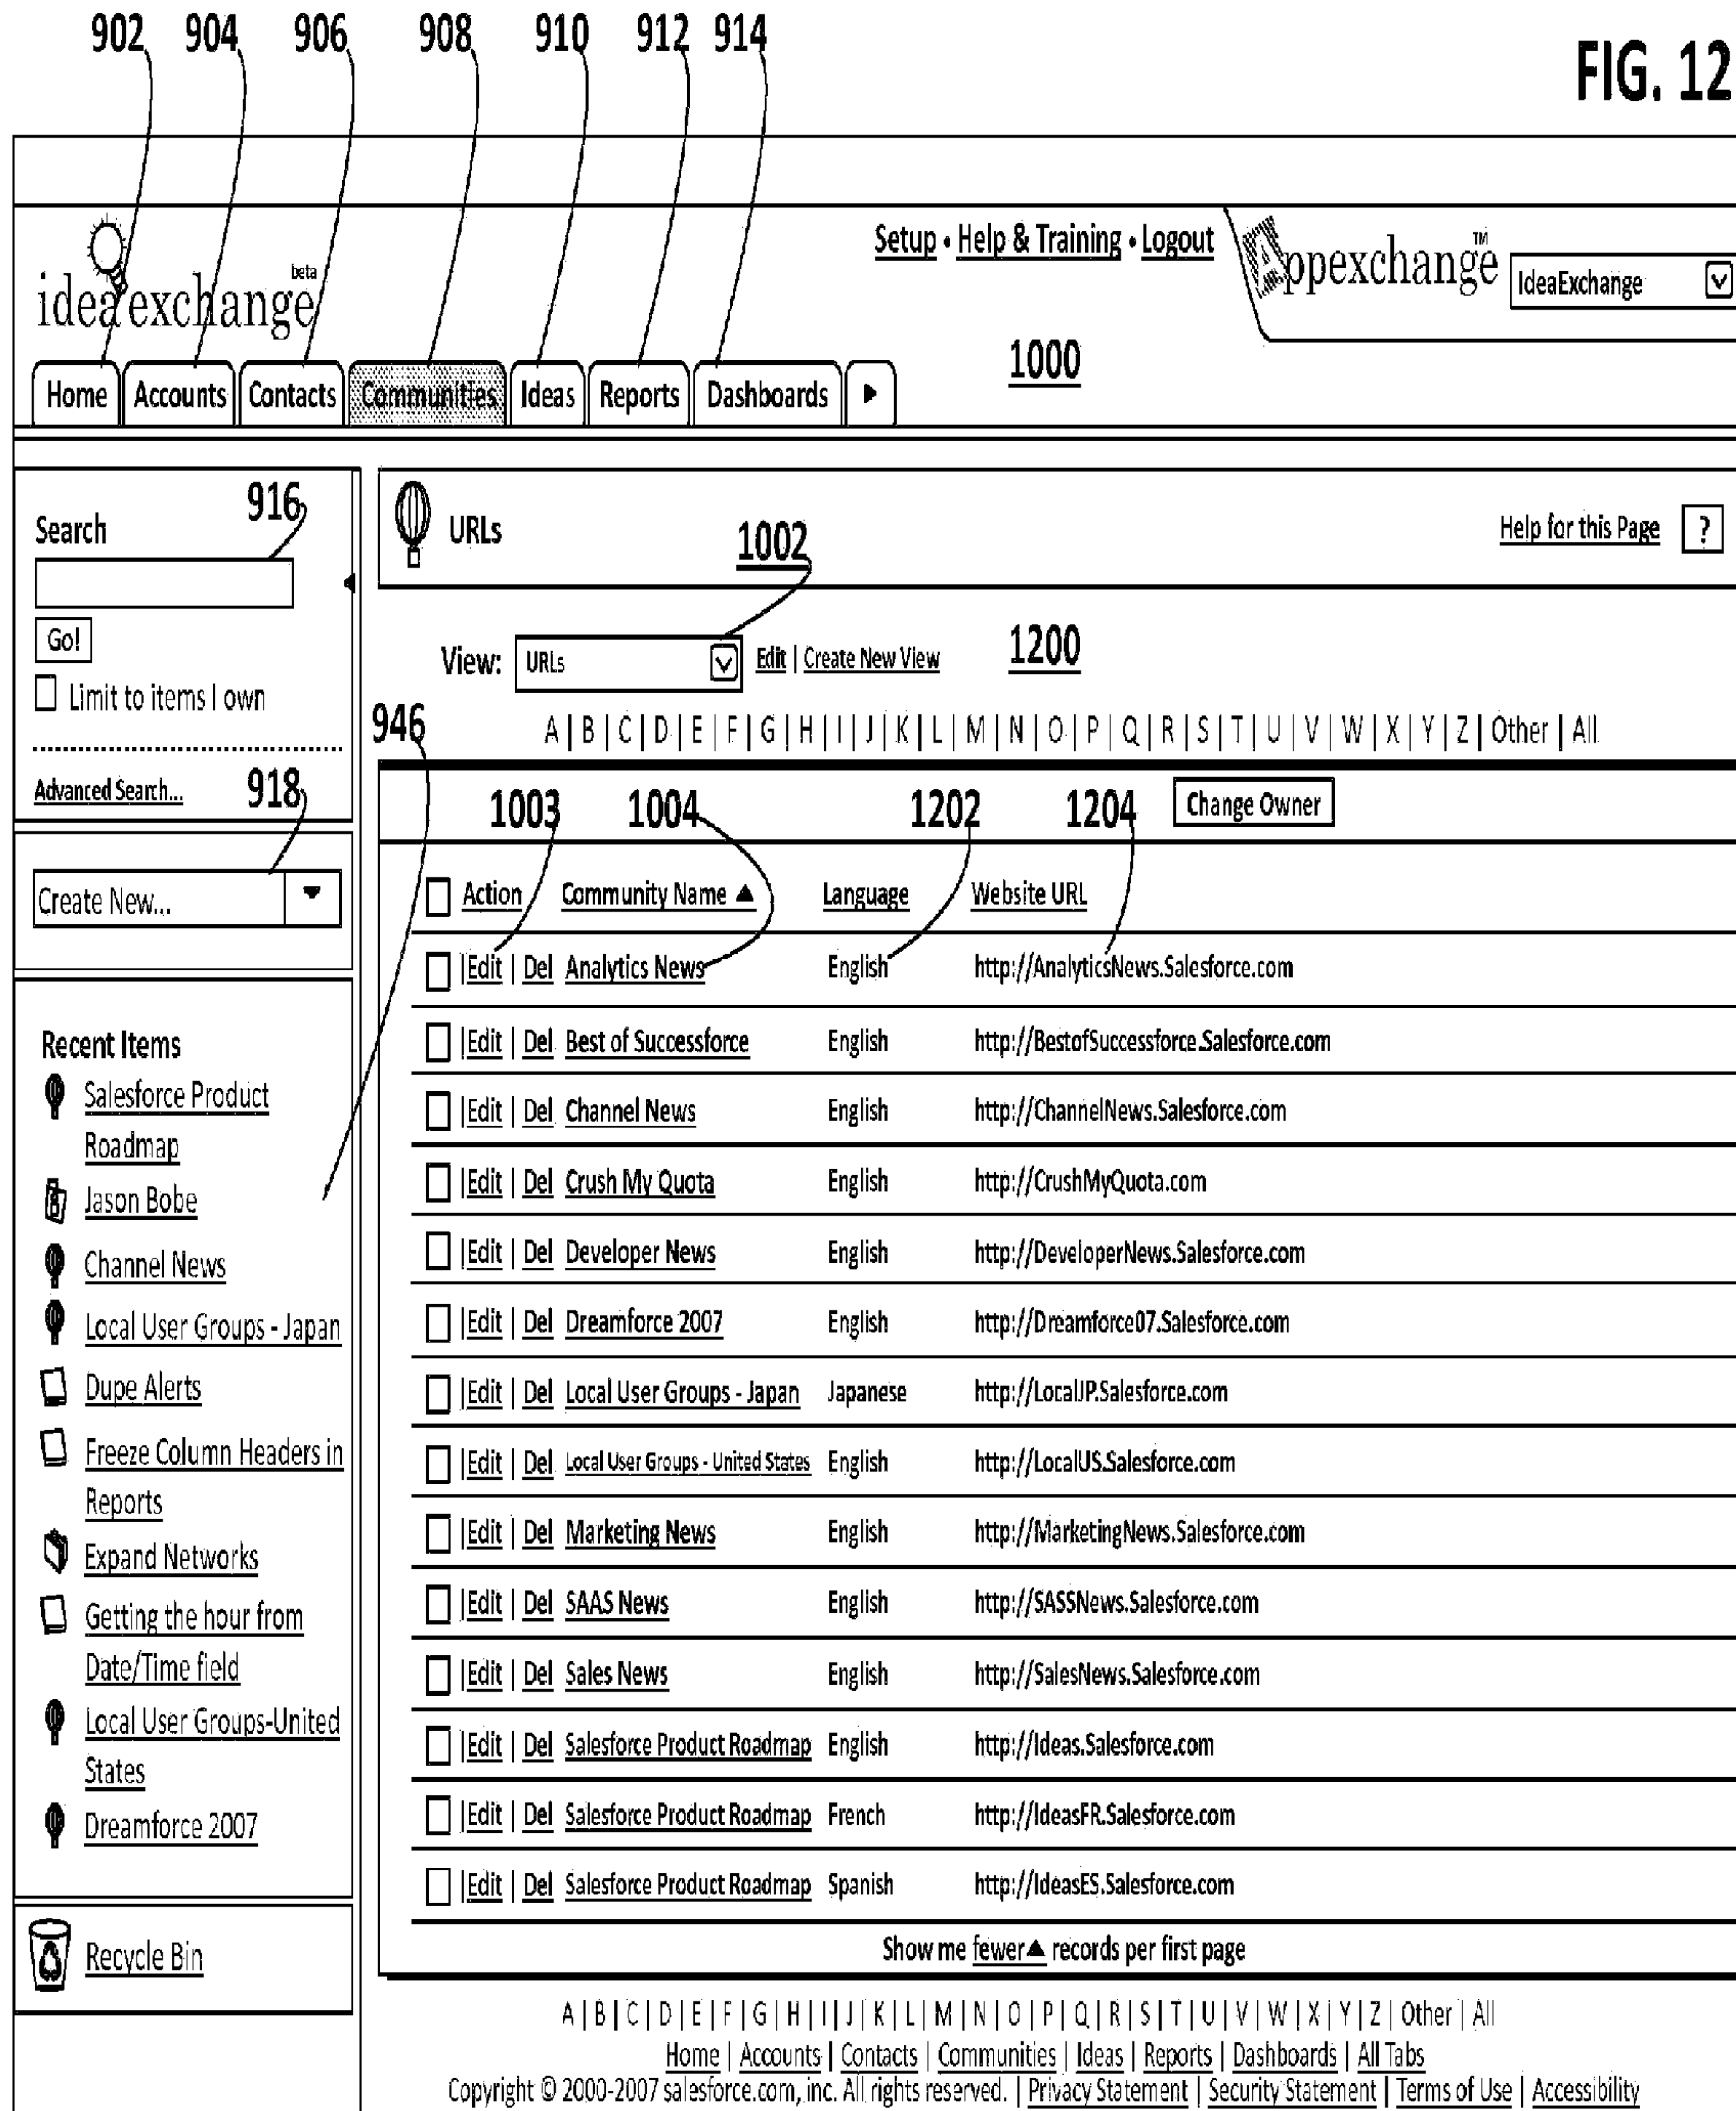 902 904 906 908 910 912 914
FIG. 12
Setup • Help & Training • Logout
Appexchange™
IdeaExchange
beta
ideaexchange
1000
Home Accounts Contacts Communities Ideas Reports Dashboards
Search
916
Go!
Limit to items I own
Advanced Search...
918
Create New...
Recent Items
Salesforce Product
Roadmap
Jason Bobe
Channel News
Local User Groups - Japan
Dupe Alerts
Freeze Column Headers in
Reports
Expand Networks
Getting the hour from
Date/Time field
Local User Groups-United
States
Dreamforce 2007
Recycle Bin
URLs
1002
Help for this Page ?
View: URLs Edit | Create New View
1200
946
A | B | C | D | E | F | G | H | I | J | K | L | M | N | O | P | Q | R | S | T | U | V | W | X | Y | Z | Other | All
1003 1004 1202 1204 Change Owner
Action Community Name ▲ Language Website URL
|Edit | Del Analytics News English http://AnalyticsNews.Salesforce.com
|Edit | Del Best of Successforce English http://BestofSuccessforce.Salesforce.com
|Edit | Del Channel News English http://ChannelNews.Salesforce.com
|Edit | Del Crush My Quota English http://CrushMyQuota.com
|Edit | Del Developer News English http://DeveloperNews.Salesforce.com
|Edit | Del Dreamforce 2007 English http://Dreamforce07.Salesforce.com
|Edit | Del Local User Groups - Japan Japanese http://LocalJP.Salesforce.com
|Edit | Del Local User Groups - United States English http://LocalUS.Salesforce.com
|Edit | Del Marketing News English http://MarketingNews.Salesforce.com
|Edit | Del SAAS News English http://SASSNews.Salesforce.com
|Edit | Del Sales News English http://SalesNews.Salesforce.com
|Edit | Del Salesforce Product Roadmap English http://Ideas.Salesforce.com
|Edit | Del Salesforce Product Roadmap French http://IdeasFR.Salesforce.com
|Edit | Del Salesforce Product Roadmap Spanish http://IdeasES.Salesforce.com
Show me fewer▲ records per first page
A | B | C | D | E | F | G | H | I | J | K | L | M | N | O | P | Q | R | S | T | U | V | W | X | Y | Z | Other | All
Home | Accounts | Contacts | Communities | Ideas | Reports | Dashboards | All Tabs
Copyright © 2000-2007 salesforce.com, inc. All rights reserved. | Privacy Statement | Security Statement | Terms of Use | Accessibility